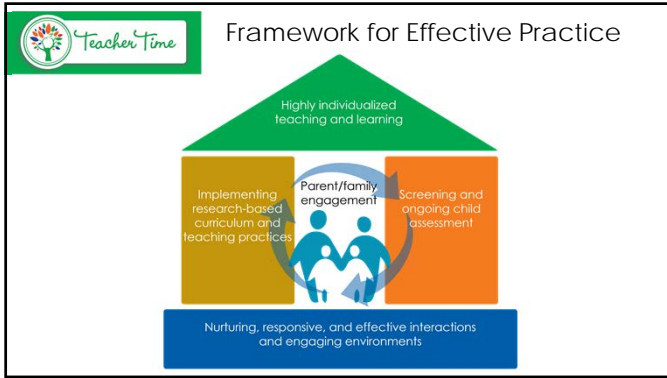 Teacher Time
Framework for Effective Practice
Highly individualized
teaching and learning
Implementing
research-based
curriculum and
teaching practices
Parent/family
engagement
Screening and
ongoing child
assessment
Nurturing, responsive, and effective interactions
and engaging environments